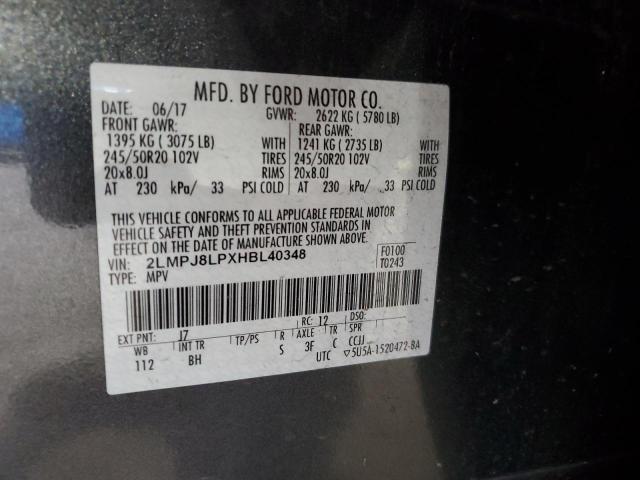 MFD. BY FORD MOTOR CO.
DATE: 06/17 GVWR: 2622 KG ( 5780 LB)
FRONT GAWR: REAR GAWR:
1395 KG ( 3075 LB) WITH 1241 KG ( 2735 LB) WITH
245/50R20 102V TIRES 245/50R20 102V TIRES
20x8.0J RIMS 20x8.0J RIMS
AT 230 kPa/ 33 PSI COLD AT 230 kPa/ 33 PSI COLD
THIS VEHICLE CONFORMS TO ALL APPLICABLE FEDERAL MOTOR
VEHICLE SAFETY AND THEFT PREVENTION STANDARDS IN
EFFECT ON THE DATE OF MANUFACTURE SHOWN ABOVE.
VIN: 2LMPJ8LPXHBL40348 F0100
TYPE: MPV T0243
EXT PNT: J7 RC: 12 DSO:
WB INT TR TP/PS R AXLE TR SPR
112 BH S 3F C CCJJ
UTC ▽5U5A-1520472-BA